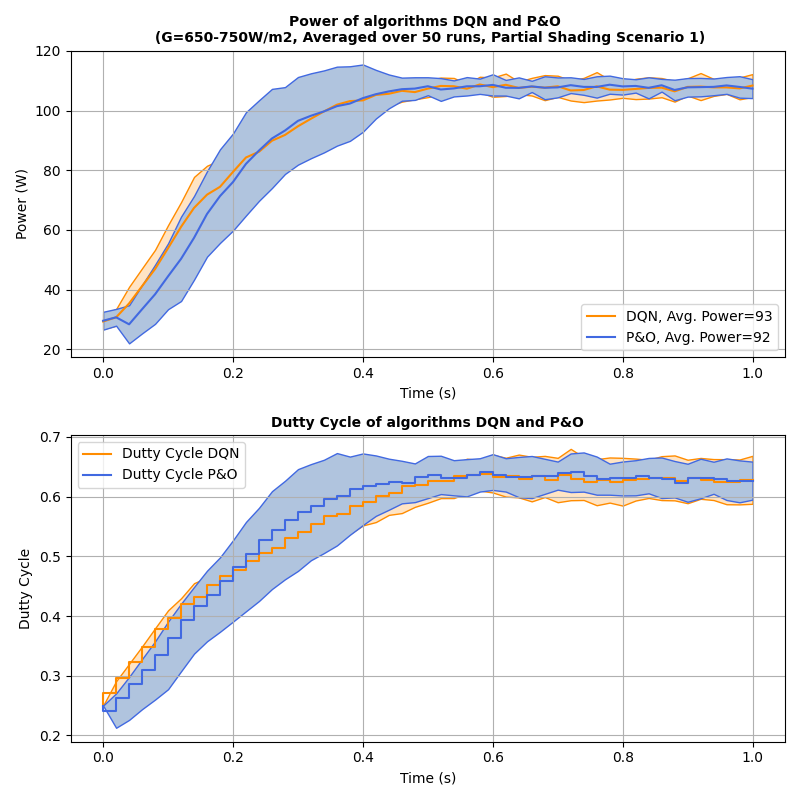 Power of algorithms DQN and P&O
(G=650-750W/m2, Averaged over 50 runs, Partial Shading Scenario 1)
120
100
80
60
40
20
Power (W)
0.0 0.2 0.4 0.6 0.8 1.0
Time (s)
DQN, Avg. Power=93
P&O, Avg. Power=92
Dutty Cycle of algorithms DQN and P&O
Dutty Cycle DQN
Dutty Cycle P&O
0.7
0.6
0.5
0.4
0.3
0.2
Dutty Cycle
0.0 0.2 0.4 0.6 0.8 1.0
Time (s)